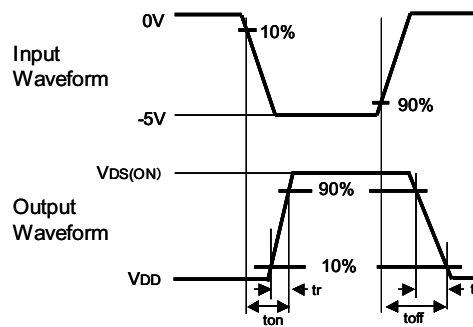 0V
10%
Input
Waveform
90%
-5V
VDS(ON)
90%
Output
Waveform
10%
VDD
tr
ton
toff